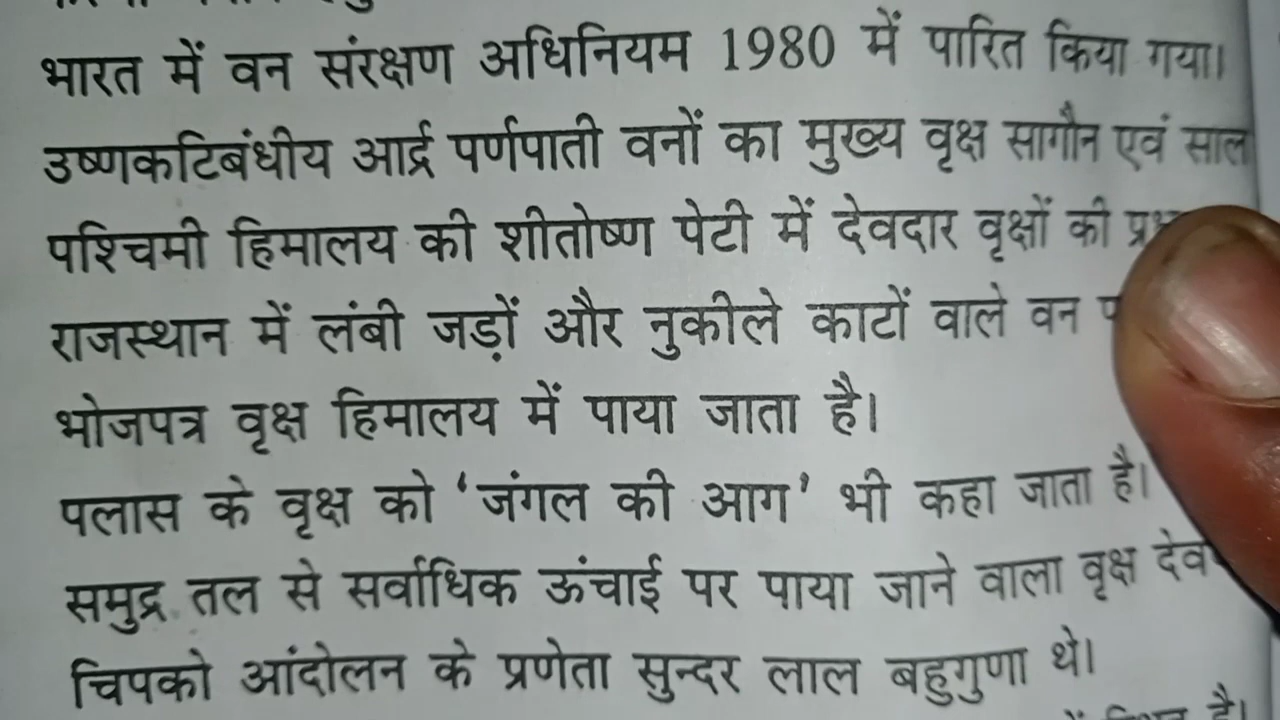 भारत में वन संरक्षण अधिनियम 1980 में पारित किया गया।
उष्णकटिबंधीय आर्द्र पर्णपाती वनों का मुख्य वृक्ष सागौन एवं साल
पश्चिमी हिमालय की शीतोष्ण पेटी में देवदार वृक्षों की
राजस्थान में लंबी जड़ों और नुकीले काटों वाले वन
भोजपत्र वृक्ष हिमालय में पाया जाता है।
पलास के वृक्ष को ‘जंगल की आग’ भी कहा जाता है।
समुद्र तल से सर्वाधिक ऊंचाई पर पाया जाने वाला वृक्ष
चिपको आंदोलन के प्रणेता सुन्दर लाल बहुगुणा थे।
है।